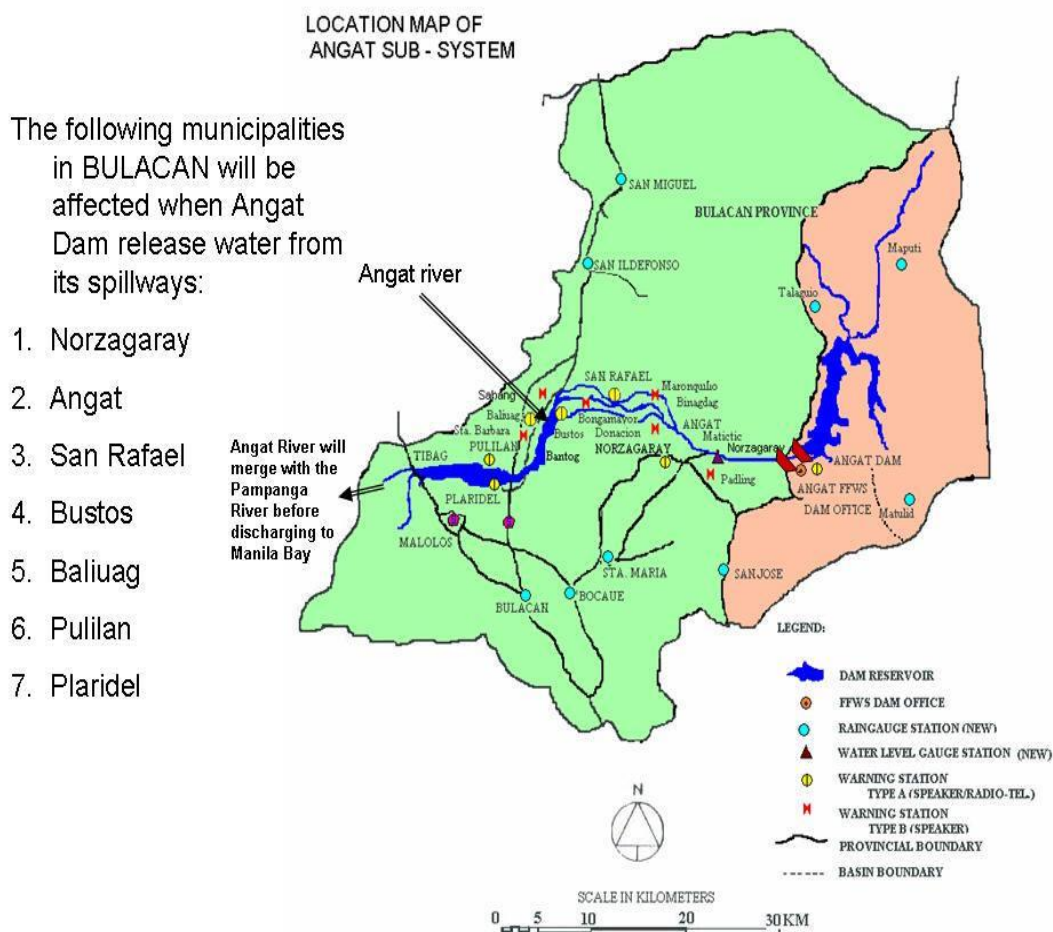 LOCATION MAP OF
ANGAT SUB - SYSTEM
The following municipalities
in BULACAN will be
affected when Angat
Dam release water from
its spillways:
1. Norzagaray
2. Angat
3. San Rafael
4. Bustos
5. Baliuag
6. Pulilan
7. Plaridel
Angat river
Angat River will
merge with the
Pampanga
River before
discharging to
Manila Bay
SAN MIGUEL
BULACAN PROVINCE
SAN ILDEFONSO
Maputi
Talaguio
SAN RAFAEL
Maronquilio
Binagdag
Sabang
Baliuag
Bustos
Bongamayor
Donacion
ANGAT
Matictic
Sta. Barbara
PULILAN
Bantog
NORZAGARAY
Norzagaray
TIBAG
Padling
ANGAT DAM
PLARIDEL
ANGAT FFWS
DAM OFFICE
Matulid
MALOLOS
STA. MARIA
SAN JOSE
BULACAN
BOCAUE
LEGEND:
DAM RESERVOIR
FFWS DAM OFFICE
RAINGAUGE STATION (NEW)
WATER LEVEL GAUGE STATION (NEW)
WARNING STATION
TYPE A (SPEAKER/RADIO-TEL.)
WARNING STATION
TYPE B (SPEAKER)
PROVINCIAL BOUNDARY
BASIN BOUNDARY
N
SCALE IN KILOMETERS
0 5 10 20 30 KM